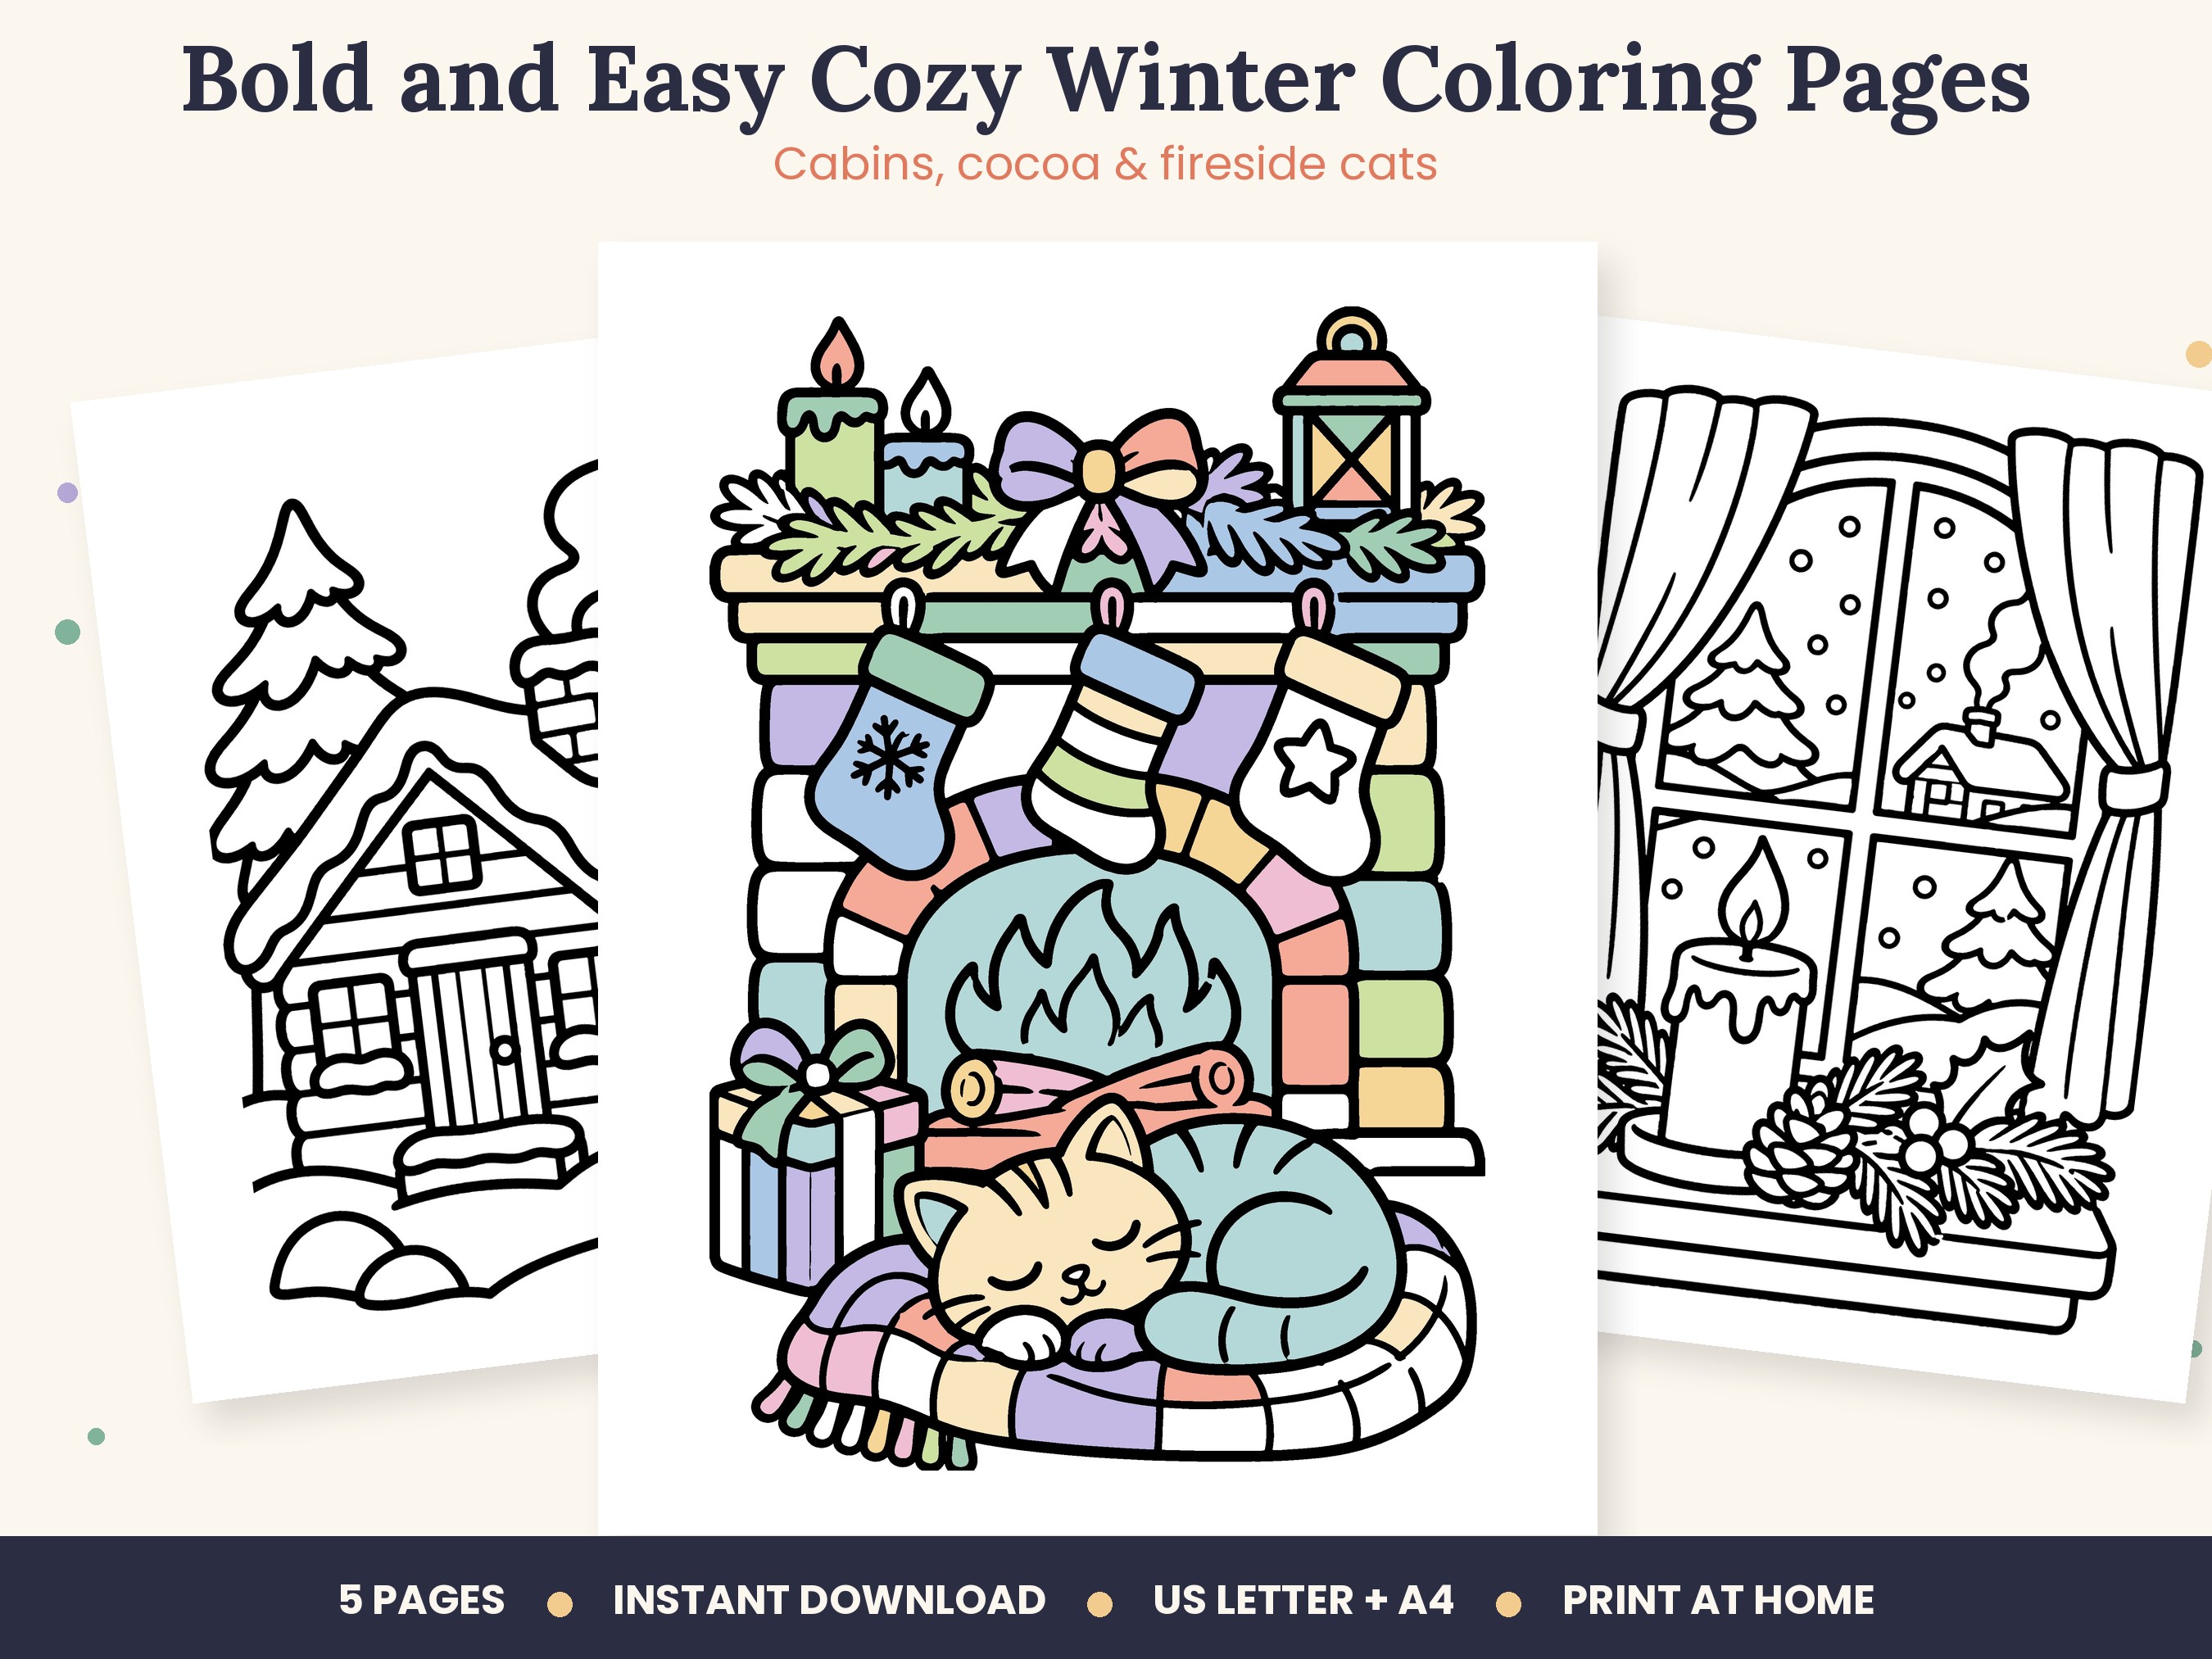 Bold and Easy Cozy Winter Coloring Pages
Cabins, cocoa & fireside cats
5 PAGES ● INSTANT DOWNLOAD ● US LETTER + A4 ● PRINT AT HOME